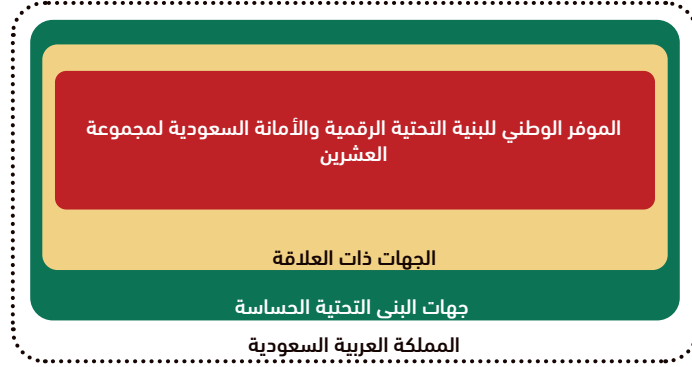 الموفر الوطني للبنية التحتية الرقمية والأمانة السعودية لمجموعة
العشرين
الجهات ذات العلاقة
جهات البنى التحتية الحساسة
المملكة العربية السعودية